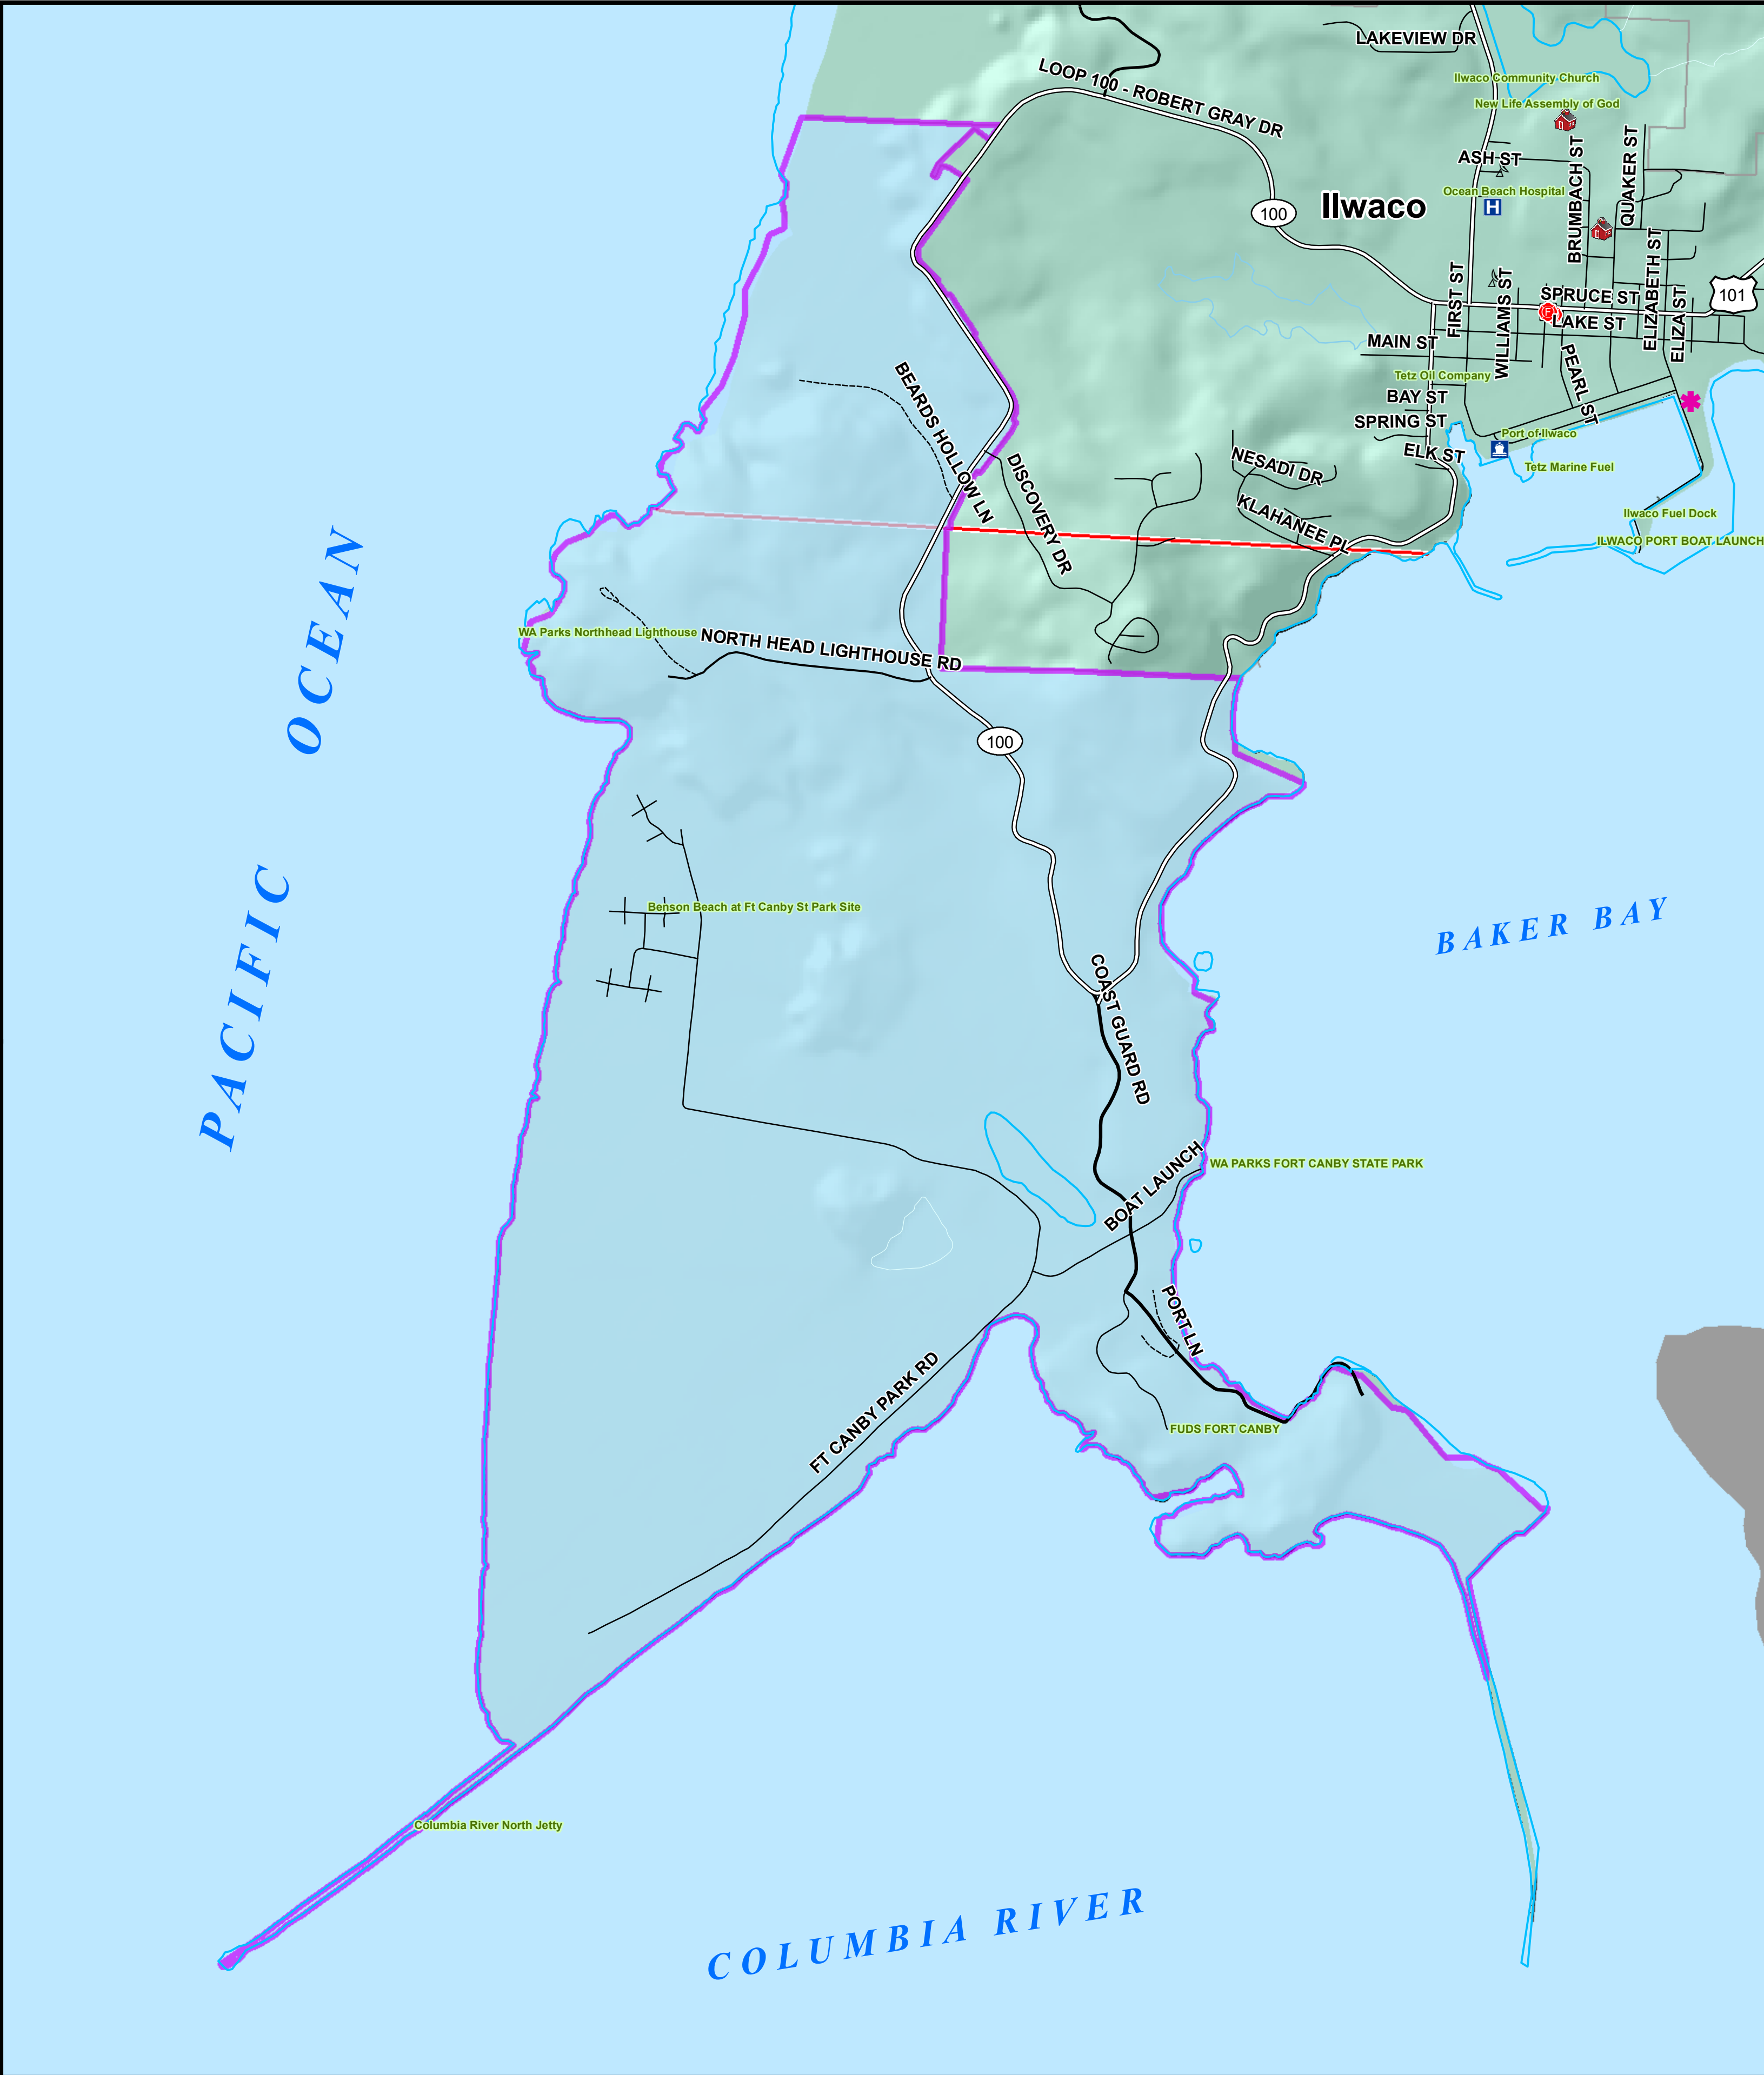 LAKEVIEW DR
LOOP 100 - ROBERT GRAY DR
Ilwaco Community Church
New Life Assembly of God
ASH ST
BRUMBACH ST
QUAKER ST
Ocean Beach Hospital
H
Ilwaco
100
FIRST ST
WILLIAMS ST
ELIZABETH ST
ELIZA ST
SPRUCE ST
101
F
LAKE ST
MAIN ST
PEARL ST
Tetz Oil Company
BAY ST
SPRING ST
Port of Ilwaco
ELK ST
Tetz Marine Fuel
BEARDS HOLLOW LN
DISCOVERY DR
NESADI DR
KLAHANEE PL
Ilwaco Fuel Dock
ILWACO PORT BOAT LAUNCH
WA Parks Northhead Lighthouse
NORTH HEAD LIGHTHOUSE RD
100
PACIFIC OCEAN
Benson Beach at Ft Canby St Park Site
BAKER BAY
COAST GUARD RD
BOAT LAUNCH
WA PARKS FORT CANBY STATE PARK
PORT LN
FT CANBY PARK RD
FUDS FORT CANBY
Columbia River North Jetty
COLUMBIA RIVER